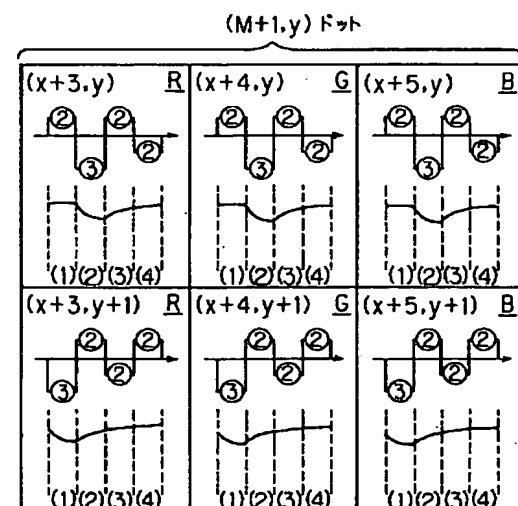 (M+1,y) ドット
(x+3,y) R (x+4,y) G (x+5,y) B
② ② ② ② ② ②
② ② ②
③ ③ ③
(1)(2)(3)(4) (1)(2)(3)(4) (1)(2)(3)(4)
(x+3,y+1) R (x+4,y+1) G (x+5,y+1) B
② ② ② ② ② ②
② ② ②
③ ③ ③
(1)(2)(3)(4) (1)(2)(3)(4) (1)(2)(3)(4)